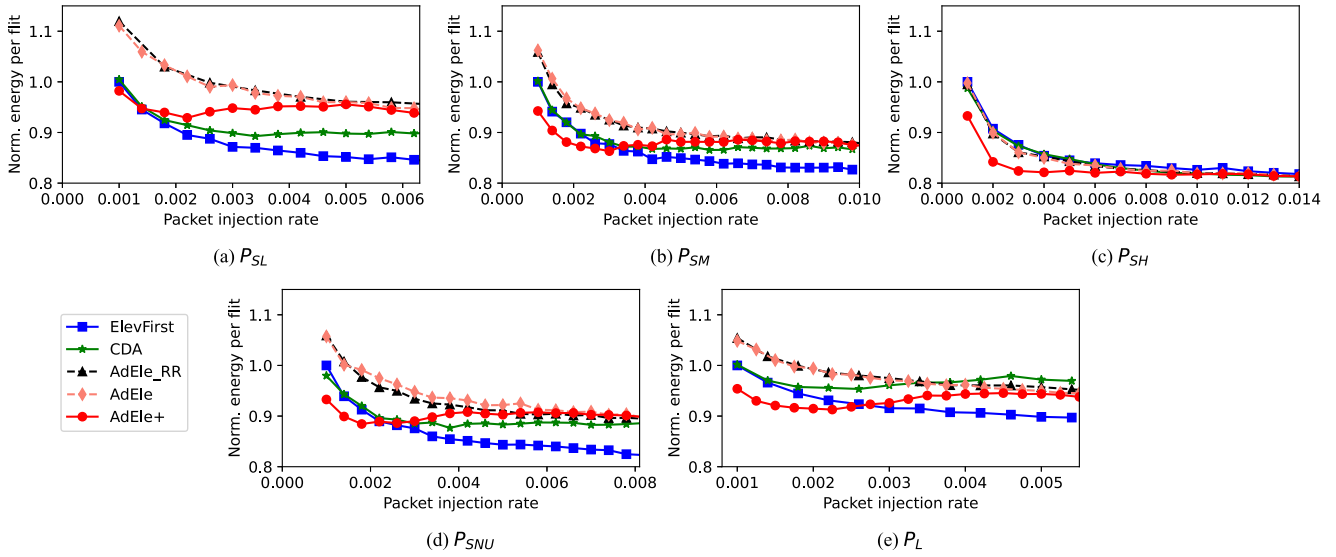 Norm. energy per flit
1.1
1.0
0.9
0.8
0.000 0.001 0.002 0.003 0.004 0.005 0.006
Packet injection rate
(a) P_SL
Norm. energy per flit
1.1
1.0
0.9
0.8
0.000 0.002 0.004 0.006 0.008 0.010
Packet injection rate
(b) P_SM
Norm. energy per flit
1.1
1.0
0.9
0.8
0.000 0.002 0.004 0.006 0.008 0.010 0.012 0.014
Packet injection rate
(c) P_SH
ElevFirst
CDA
AdEle_RR
AdEle
AdEle+
Norm. energy per flit
1.1
1.0
0.9
0.8
0.000 0.002 0.004 0.006 0.008
Packet injection rate
(d) P_SNU
Norm. energy per flit
1.1
1.0
0.9
0.8
0.001 0.002 0.003 0.004 0.005
Packet injection rate
(e) P_L